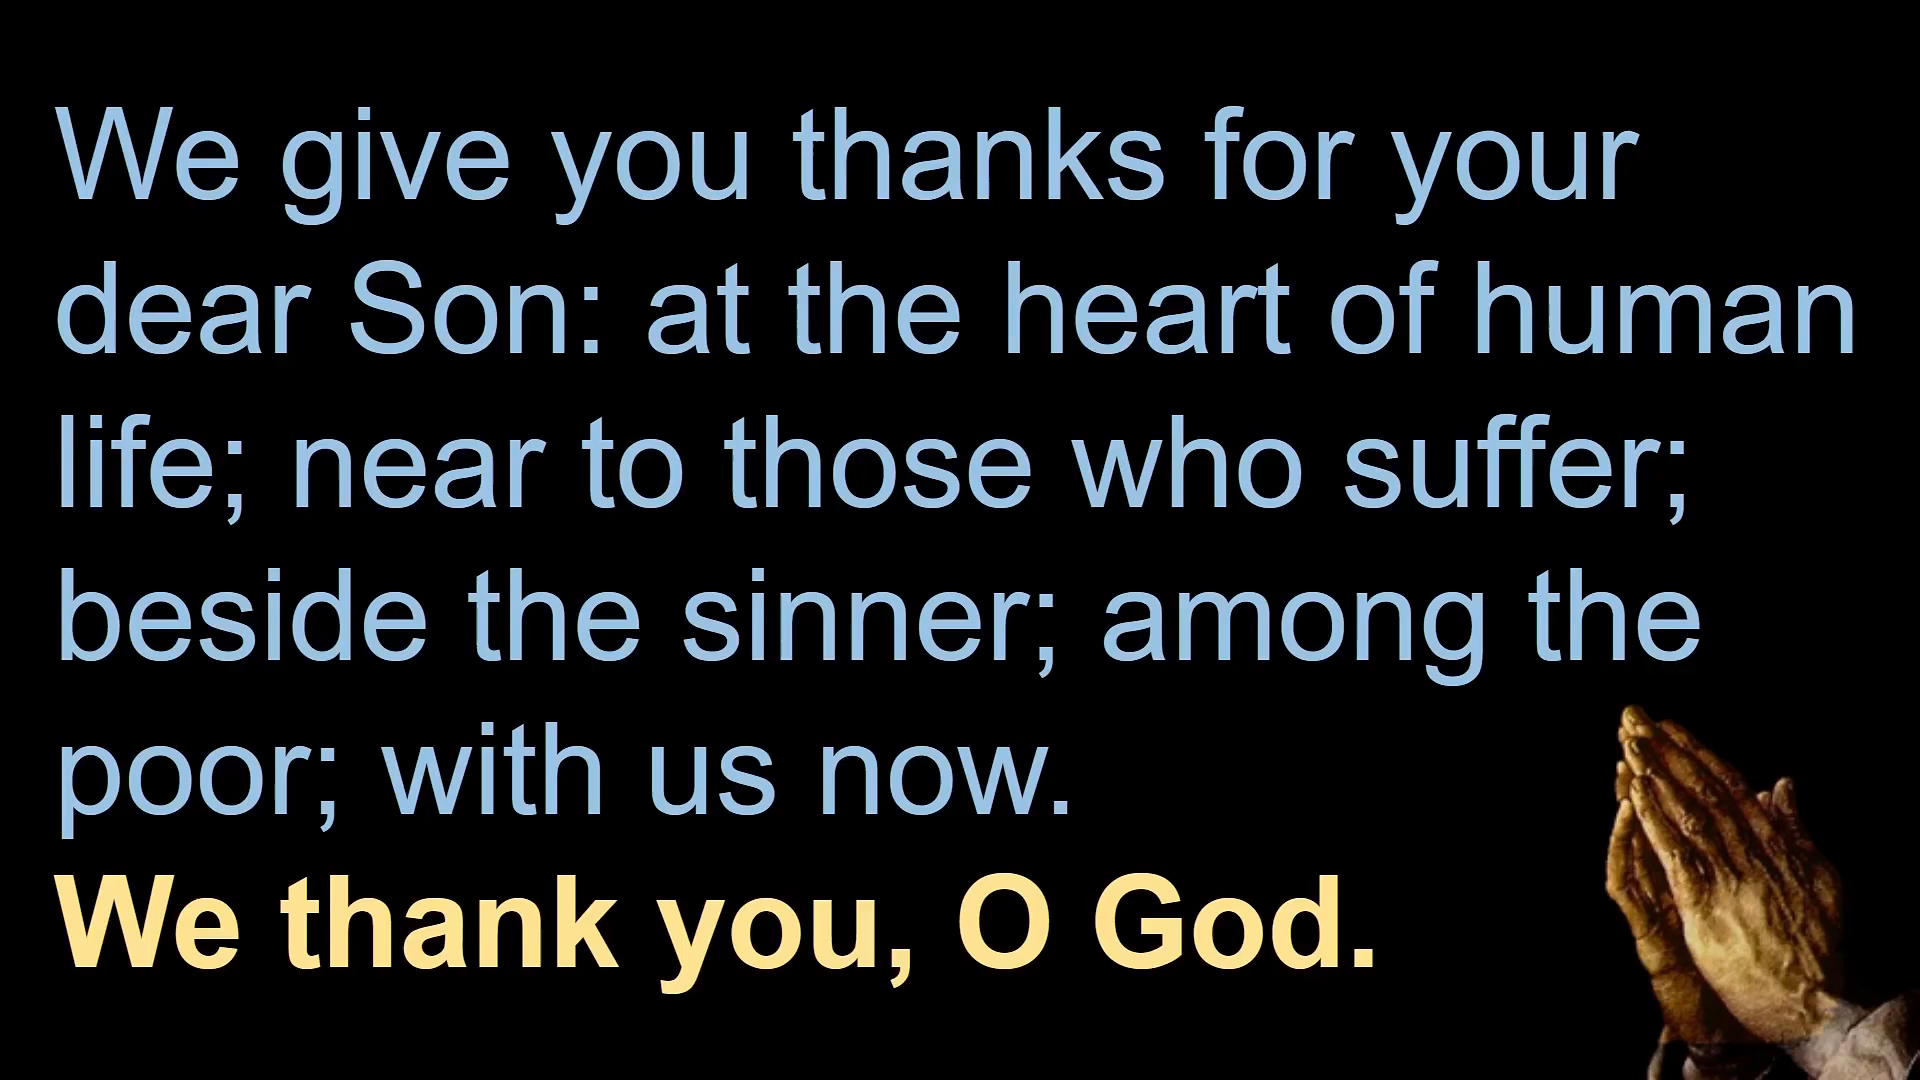 We give you thanks for your
dear Son: at the heart of human
life; near to those who suffer;
beside the sinner; among the
poor; with us now.
We thank you, O God.